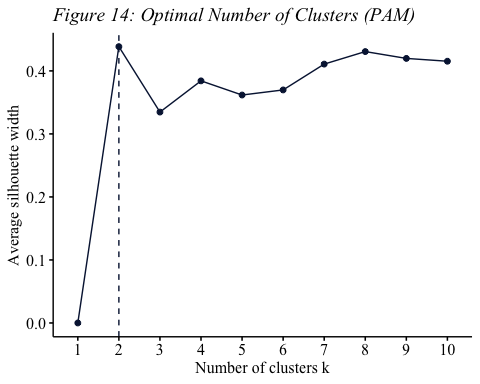 Figure 14: Optimal Number of Clusters (PAM)
Average silhouette width
0.4
0.3
0.2
0.1
0.0
1 2 3 4 5 6 7 8 9 10
Number of clusters k